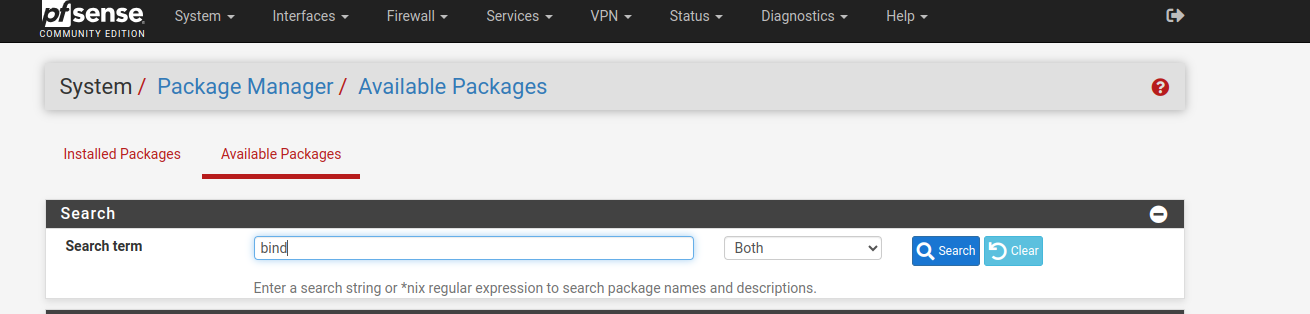 pfsense
COMMUNITY EDITION
System Interfaces Firewall Services VPN Status Diagnostics Help
System / Package Manager / Available Packages
Installed Packages Available Packages
Search
Search term bind Both Search Clear
Enter a search string or *nix regular expression to search package names and descriptions.